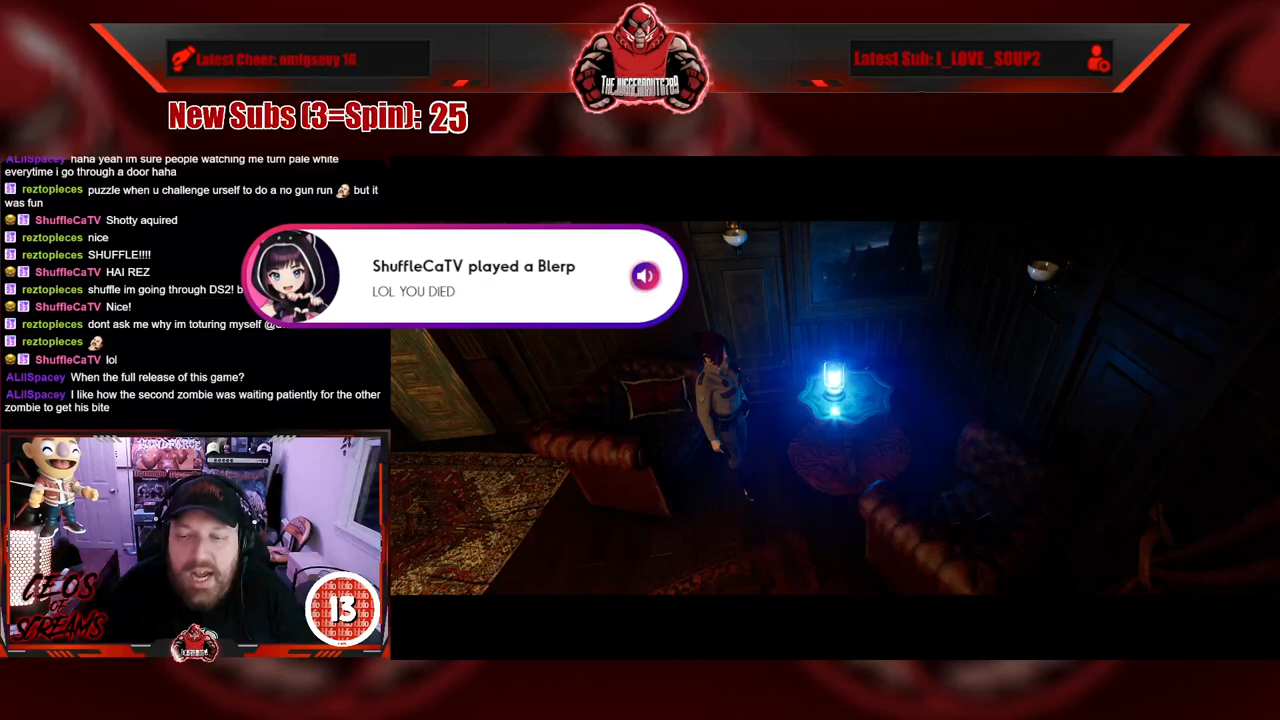 Latest Cheer: omfgsevy 16
THEJUGGERNAUT6789
Latest Sub: I_LOVE_SOUP2
New Subs (3=Spin): 25
ALilSpacey haha yeah im sure people watching me turn pale white
everytime i go through a door haha
reztopieces puzzle when u challenge urself to do a no gun run but it
was fun
ShuffleCaTV Shotty aquired
reztopieces nice
reztopieces SHUFFLE!!!!
ShuffleCaTV HAI REZ
reztopieces shuffle im going through DS2! b
ShuffleCaTV Nice!
reztopieces dont ask me why im toturing myself
reztopieces
ShuffleCaTV lol
ALilSpacey When the full release of this game?
ALilSpacey I like how the second zombie was waiting patiently for the other
zombie to get his bite
ShuffleCaTV played a Blerp
LOL YOU DIED
CEOS
OF
SCREAMS
13